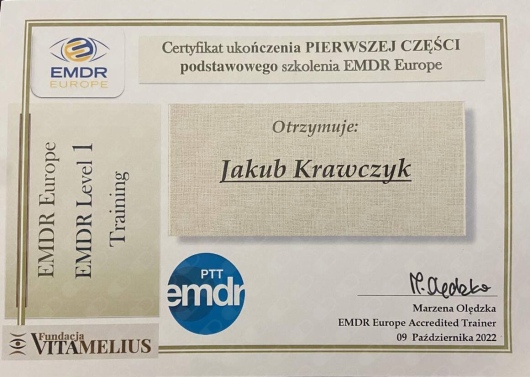 EMDR
EUROPE
Certyfikat ukończenia PIERWSZEJ CZĘŚCI
podstawowego szkolenia EMDR Europe
EMDR Europe
EMDR Level 1
Training
Otrzymuje:
Jakub Krawczyk
PTT
emdr
M. Olędzka
Marzena Olędzka
EMDR Europe Accredited Trainer
09 Października 2022
Fundacja
VITAMELIUS